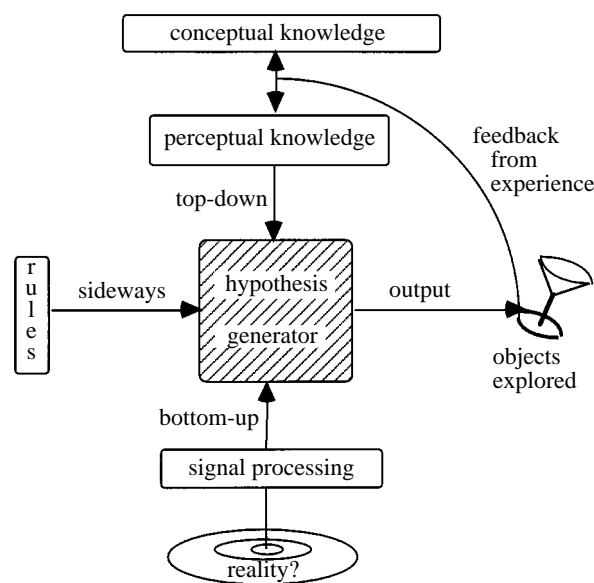 conceptual knowledge
feedback
from
experience
perceptual knowledge
top-down
rules
sideways
hypothesis
generator
output
objects
explored
bottom-up
signal processing
reality?